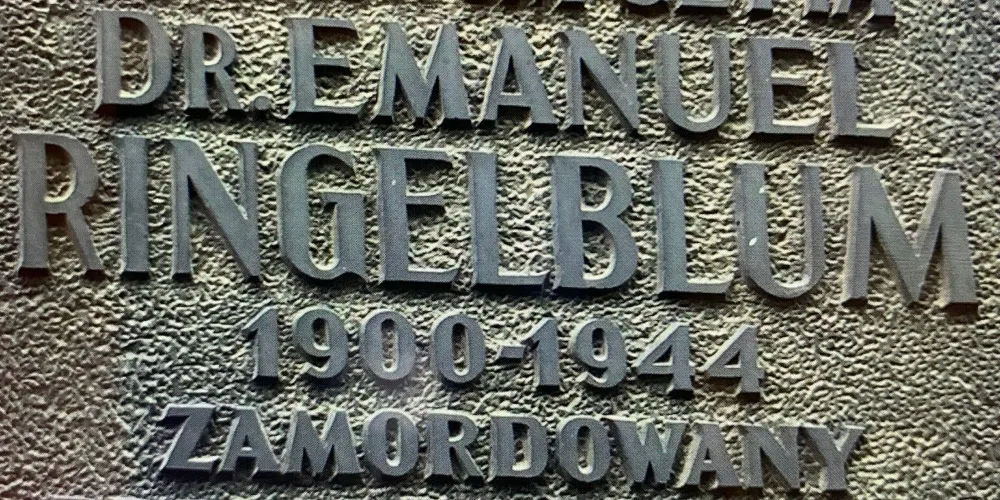 DR. EMANUEL
RINGELBLUM
1900-1944
ZAMORDOWANY